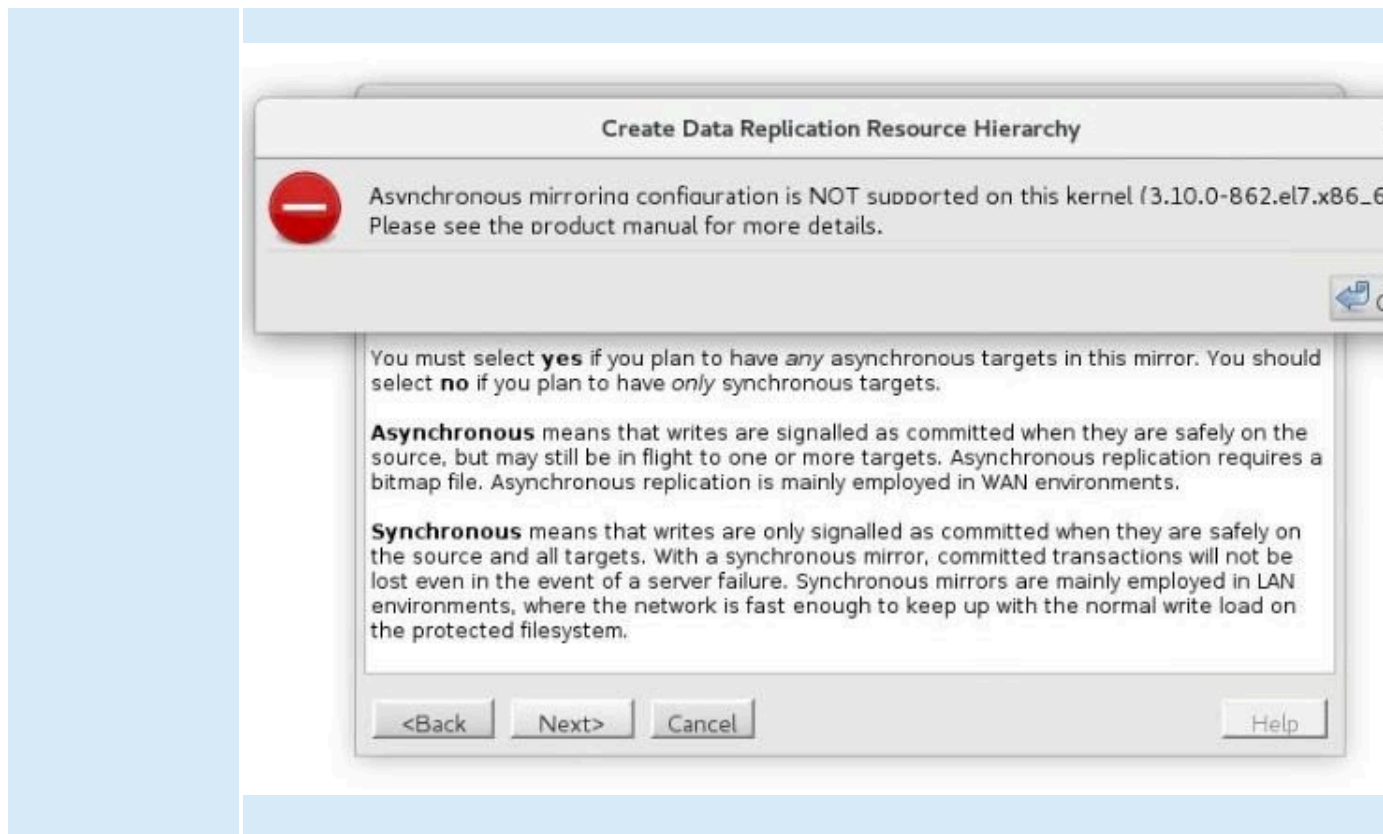 Create Data Replication Resource Hierarchy
Asynchronous mirroring configuration is NOT supported on this kernel (3.10.0-862.el7.x86_6
Please see the product manual for more details.
You must select yes if you plan to have any asynchronous targets in this mirror. You should
select no if you plan to have only synchronous targets.
Asynchronous means that writes are signalled as committed when they are safely on the
source, but may still be in flight to one or more targets. Asynchronous replication requires a
bitmap file. Asynchronous replication is mainly employed in WAN environments.
Synchronous means that writes are only signalled as committed when they are safely on
the source and all targets. With a synchronous mirror, committed transactions will not be
lost even in the event of a server failure. Synchronous mirrors are mainly employed in LAN
environments, where the network is fast enough to keep up with the normal write load on
the protected filesystem.
<Back Next> Cancel Help